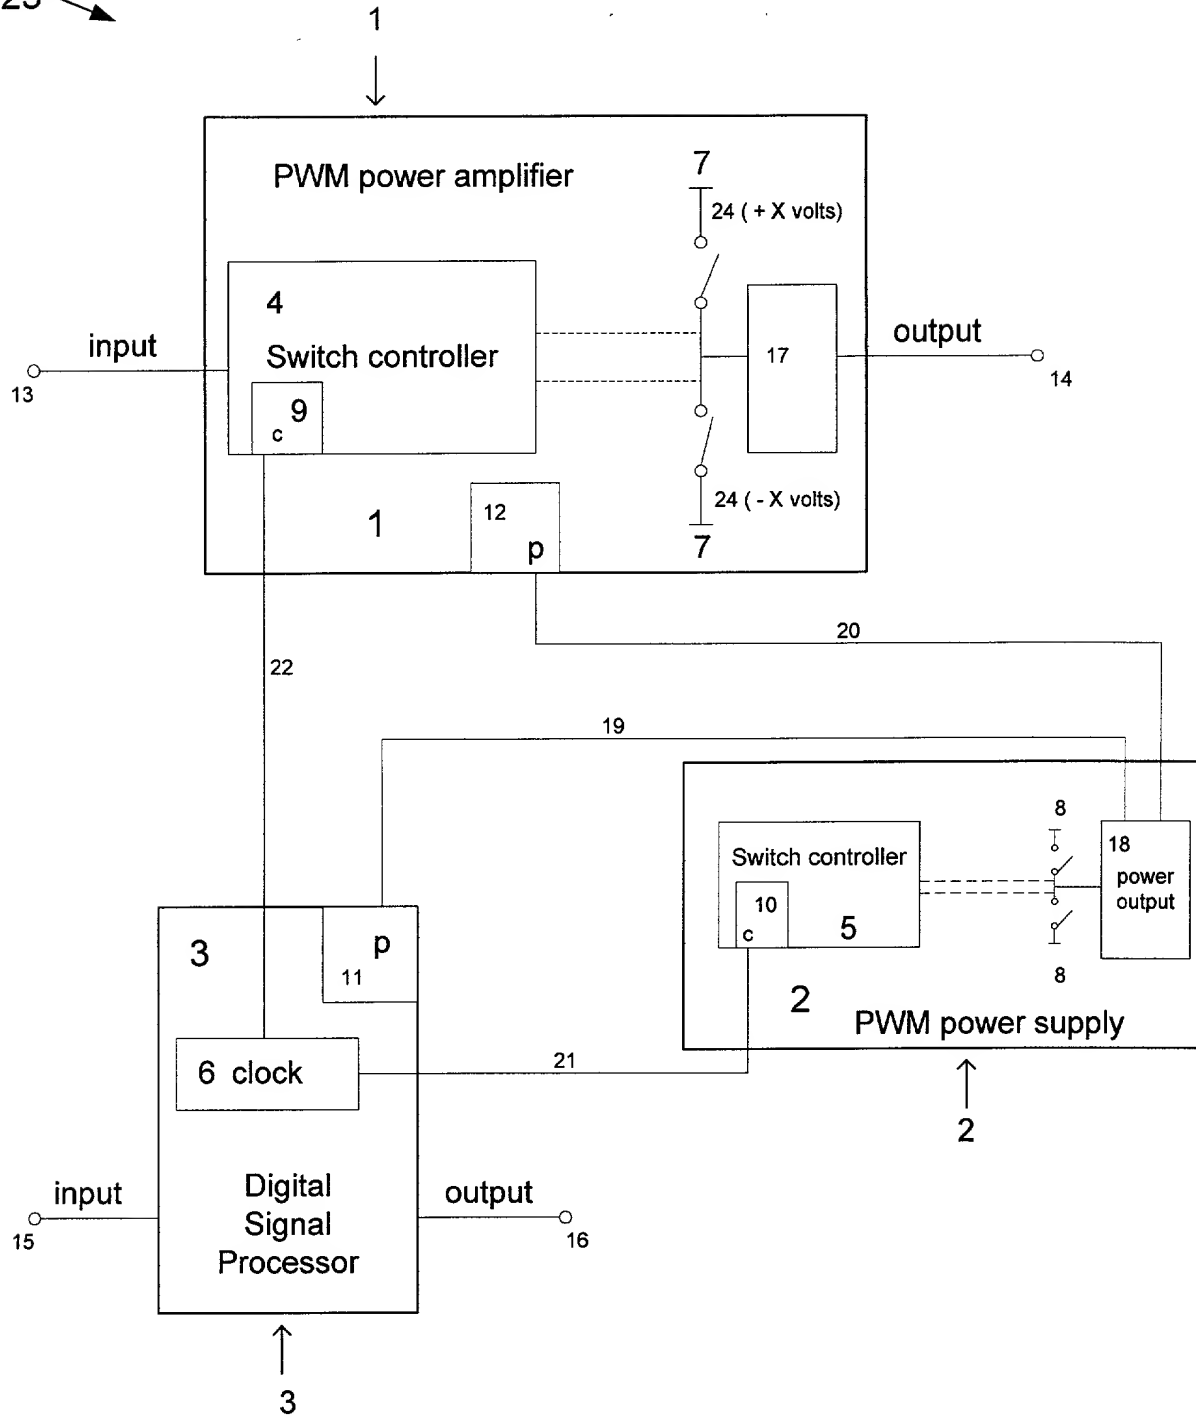 25
1
PWM power amplifier
7
24 ( + X volts)
4
Switch controller
9
c
input
13
17
output
14
24 ( - X volts)
7
12
p
1
20
22
19
8
Switch controller
10
c
5
18
power
output
8
2
PWM power supply
2
3
p
11
6 clock
21
input
15
Digital
Signal
Processor
output
16
3